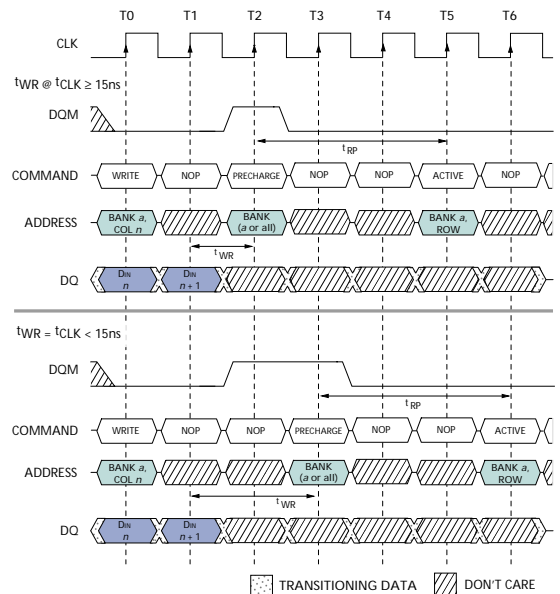 T0 T1 T2 T3 T4 T5 T6
CLK
tWR @ tCLK ≥ 15ns
DQM
tRP
COMMAND WRITE NOP PRECHARGE NOP NOP ACTIVE NOP
ADDRESS BANK a, BANK BANK a,
COL n (a or all) ROW
tWR
DQ DIN DIN
n n + 1
tWR = tCLK < 15ns
DQM
tRP
COMMAND WRITE NOP NOP PRECHARGE NOP NOP ACTIVE
ADDRESS BANK a, BANK BANK a,
COL n (a or all) ROW
tWR
DQ DIN DIN
n n + 1
TRANSITIONING DATA DON'T CARE